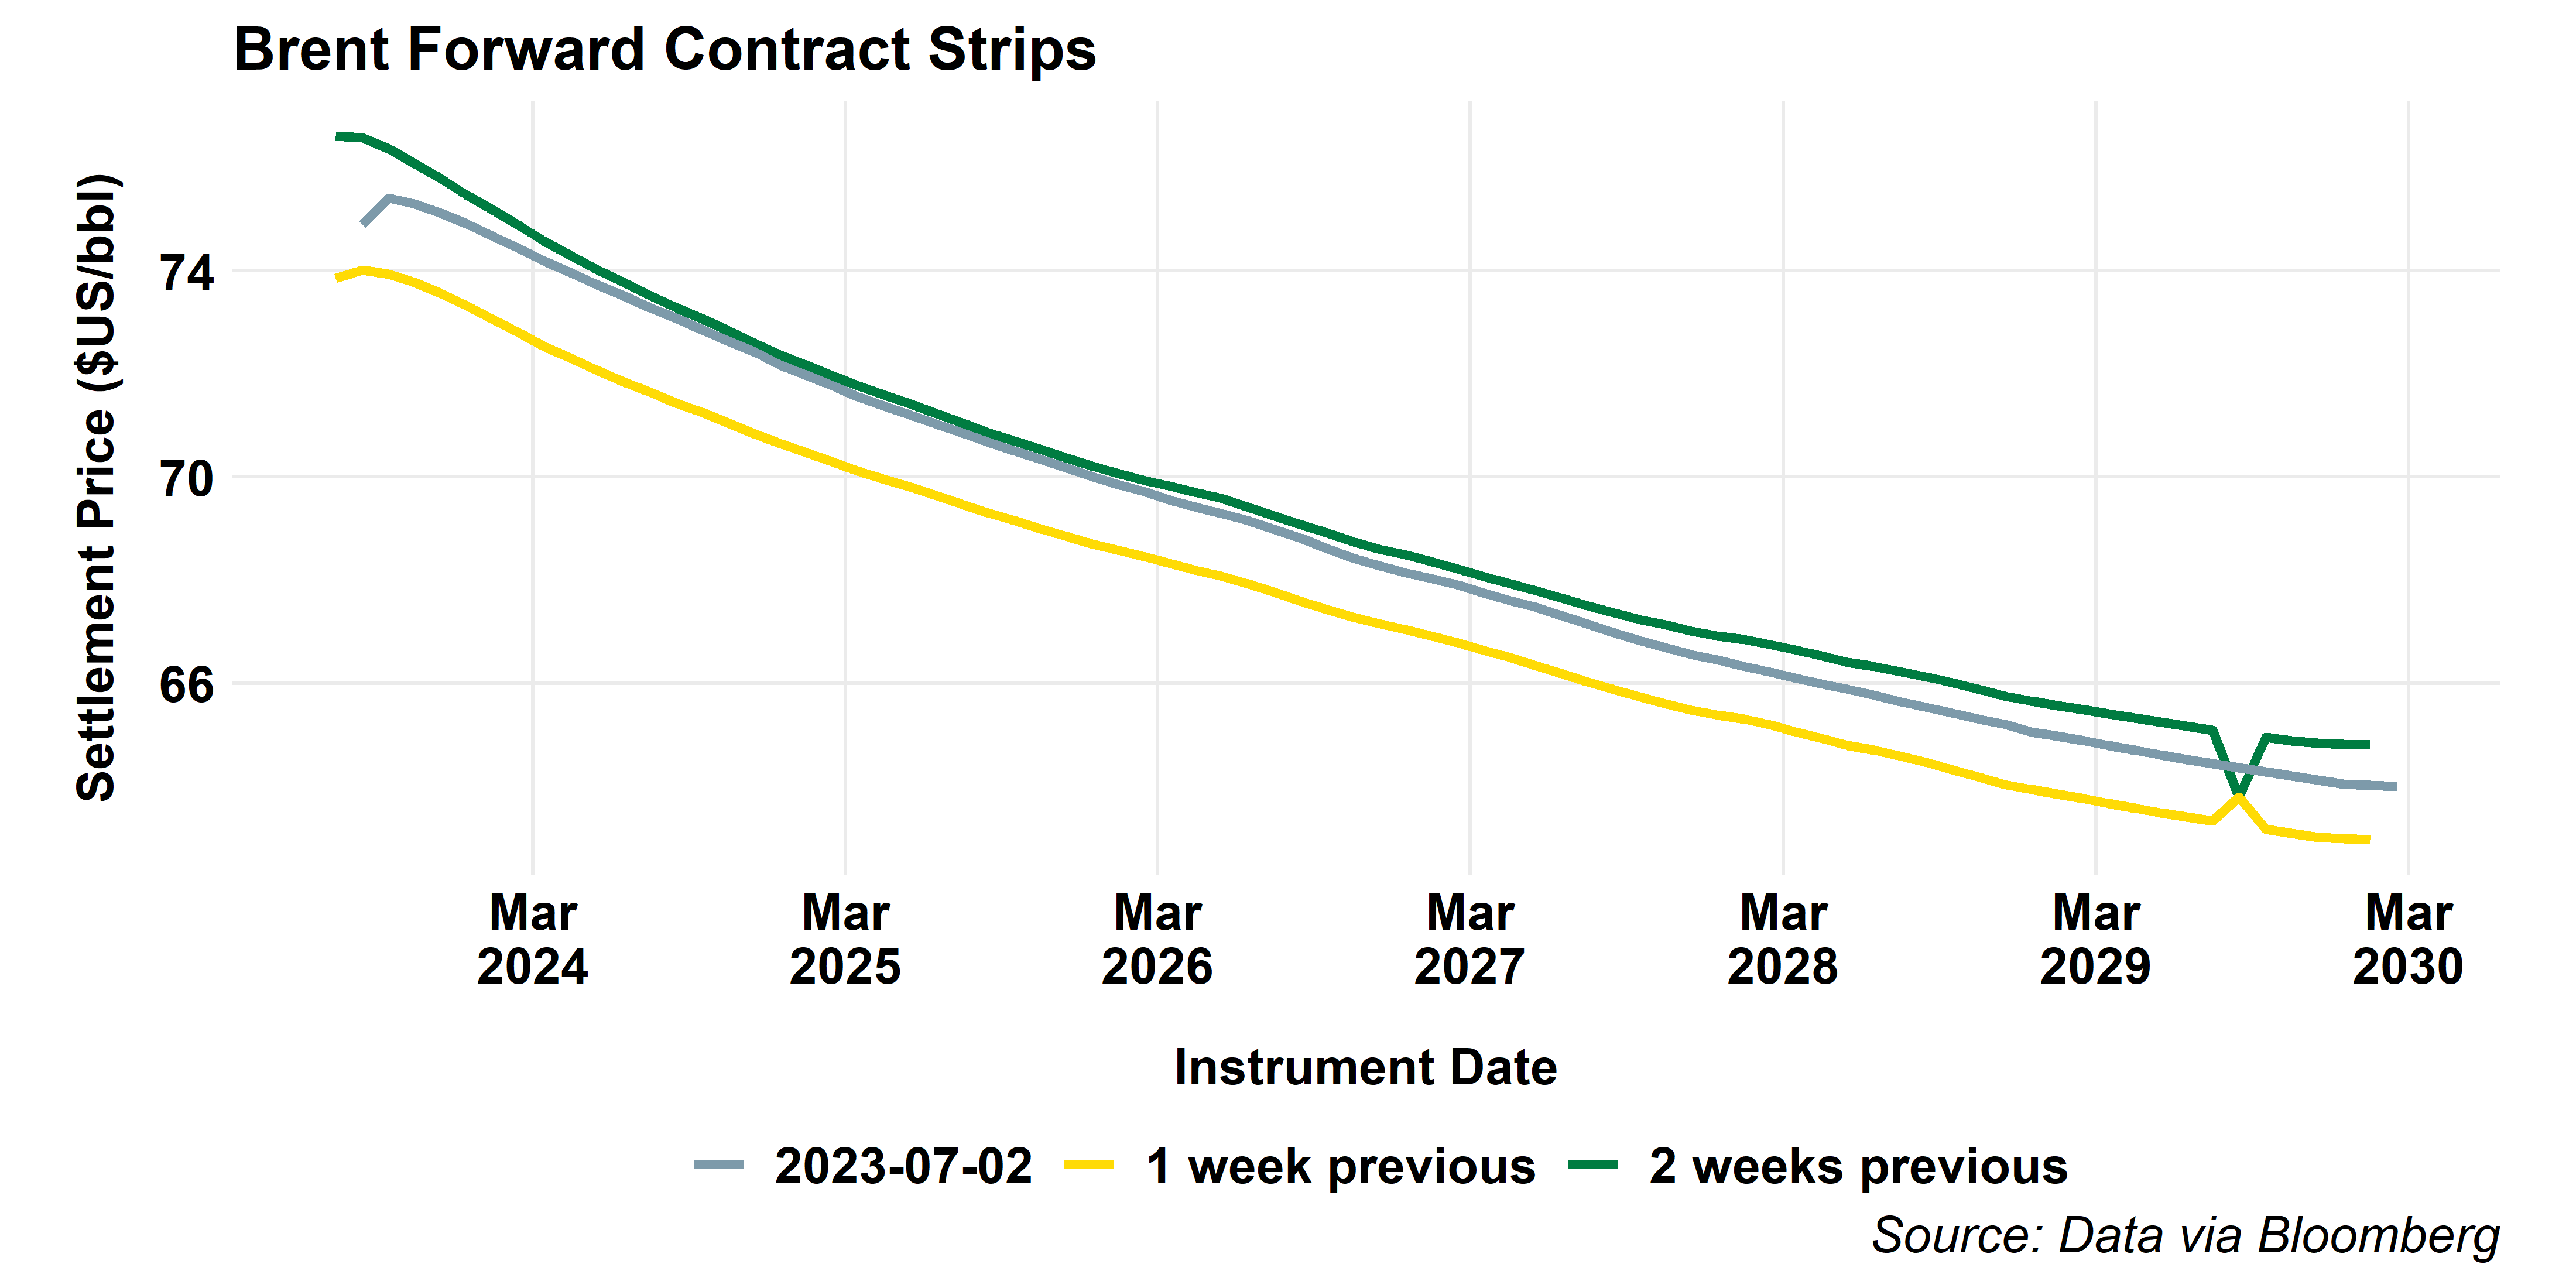 Brent Forward Contract Strips
Settlement Price ($US/bbl)
74
70
66
Mar 2024
Mar 2025
Mar 2026
Mar 2027
Mar 2028
Mar 2029
Mar 2030
Instrument Date
2023-07-02
1 week previous
2 weeks previous
Source: Data via Bloomberg